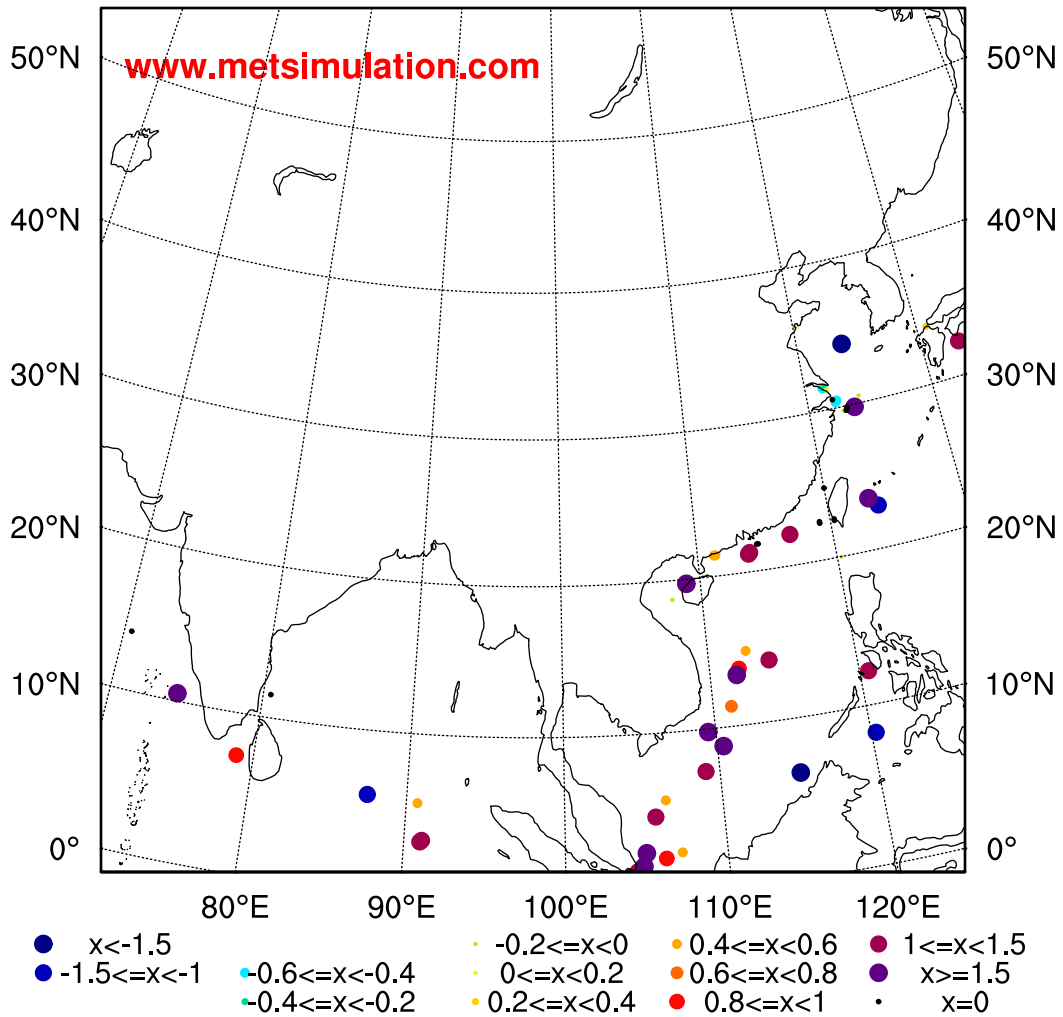 www.metsimulation.com
50°N 50°N
40°N 40°N
30°N 30°N
20°N 20°N
10°N 10°N
0° 0°
80°E 90°E 100°E 110°E 120°E
x<-1.5 -0.2<=x<0 0.4<=x<0.6 1<=x<1.5
-1.5<=x<-1 -0.6<=x<-0.4 0<=x<0.2 0.6<=x<0.8 x>=1.5
-0.4<=x<-0.2 0.2<=x<0.4 0.8<=x<1 x=0